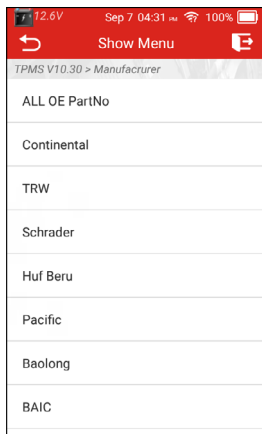 12.6V Sep 7 04:31 PM 100%
Show Menu
TPMS V10.30 > Manufacrurer
ALL OE PartNo
Continental
TRW
Schrader
Huf Beru
Pacific
Baolong
BAIC